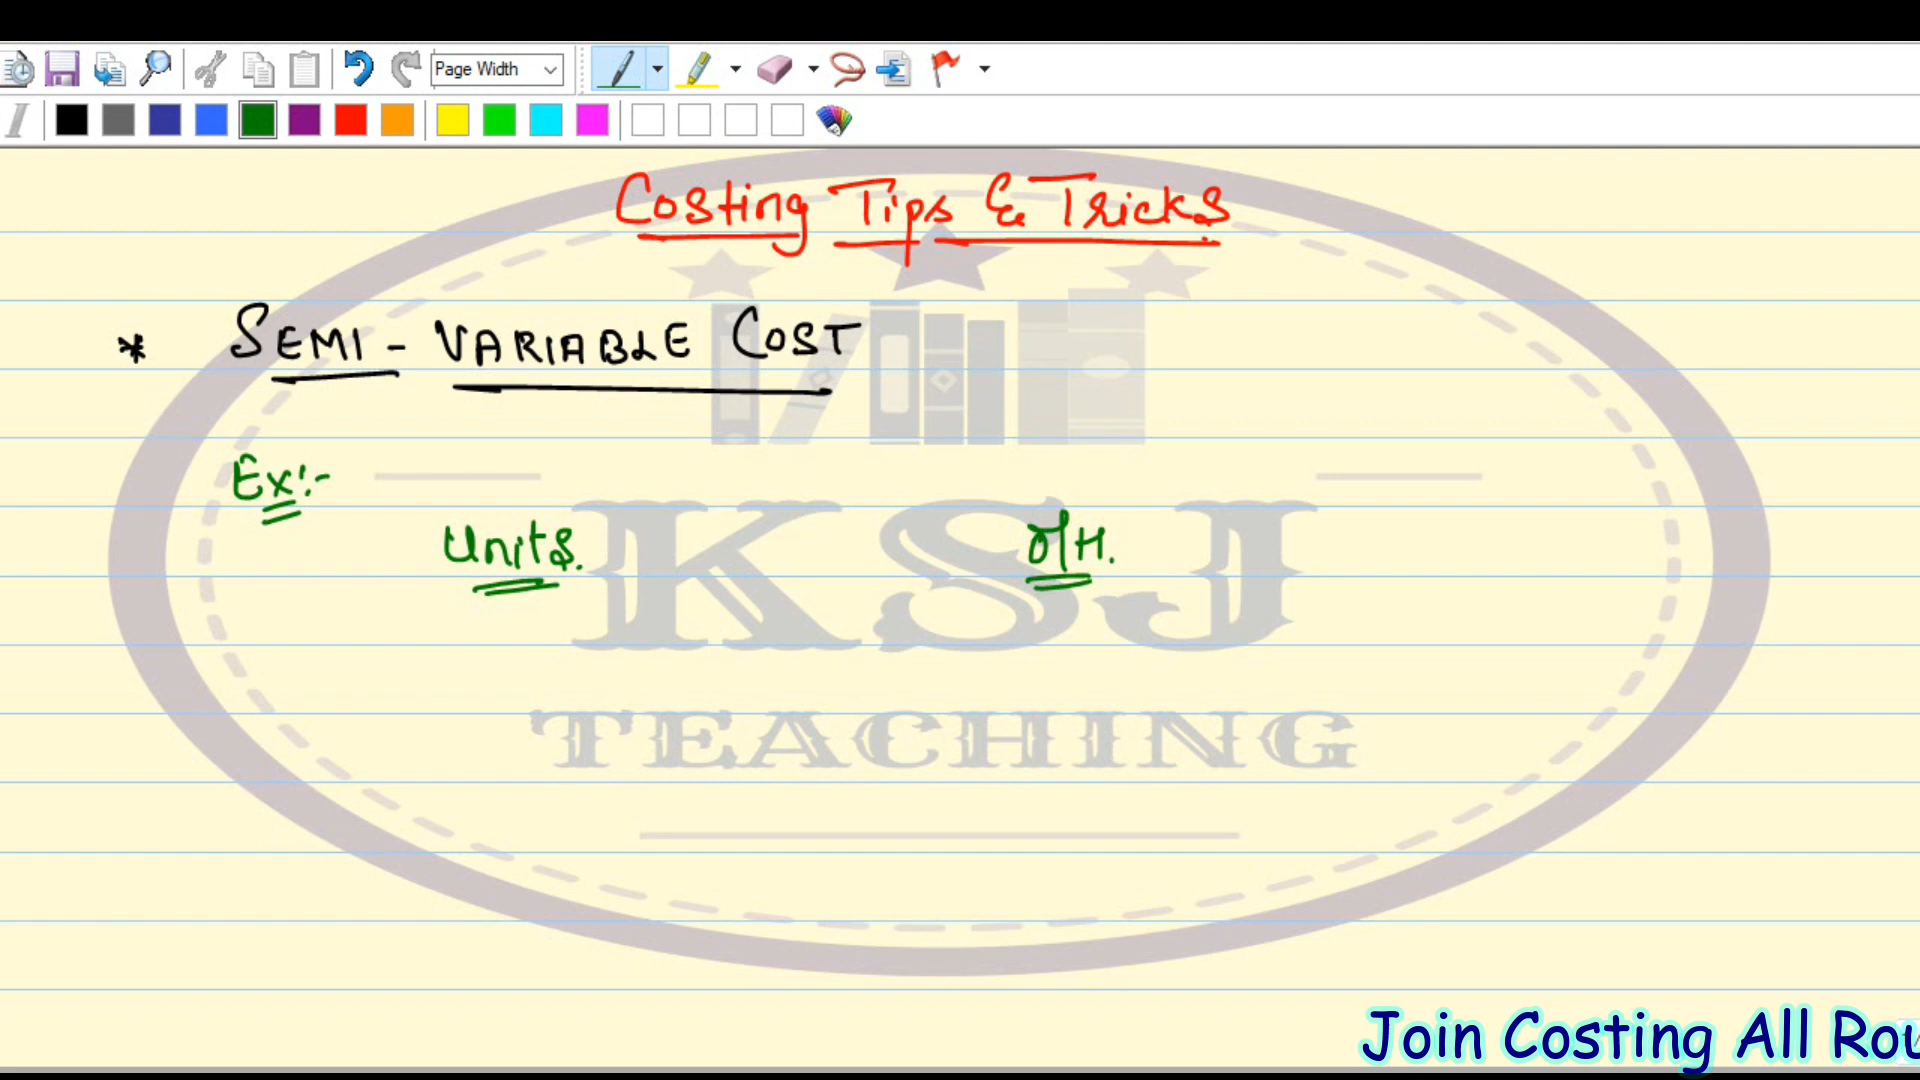 Page Width
Costing Tips & Tricks
* SEMI - VARIABLE COST
Ex:-
Units. O/H.
KSJ
TEACHING
Join Costing All Rou